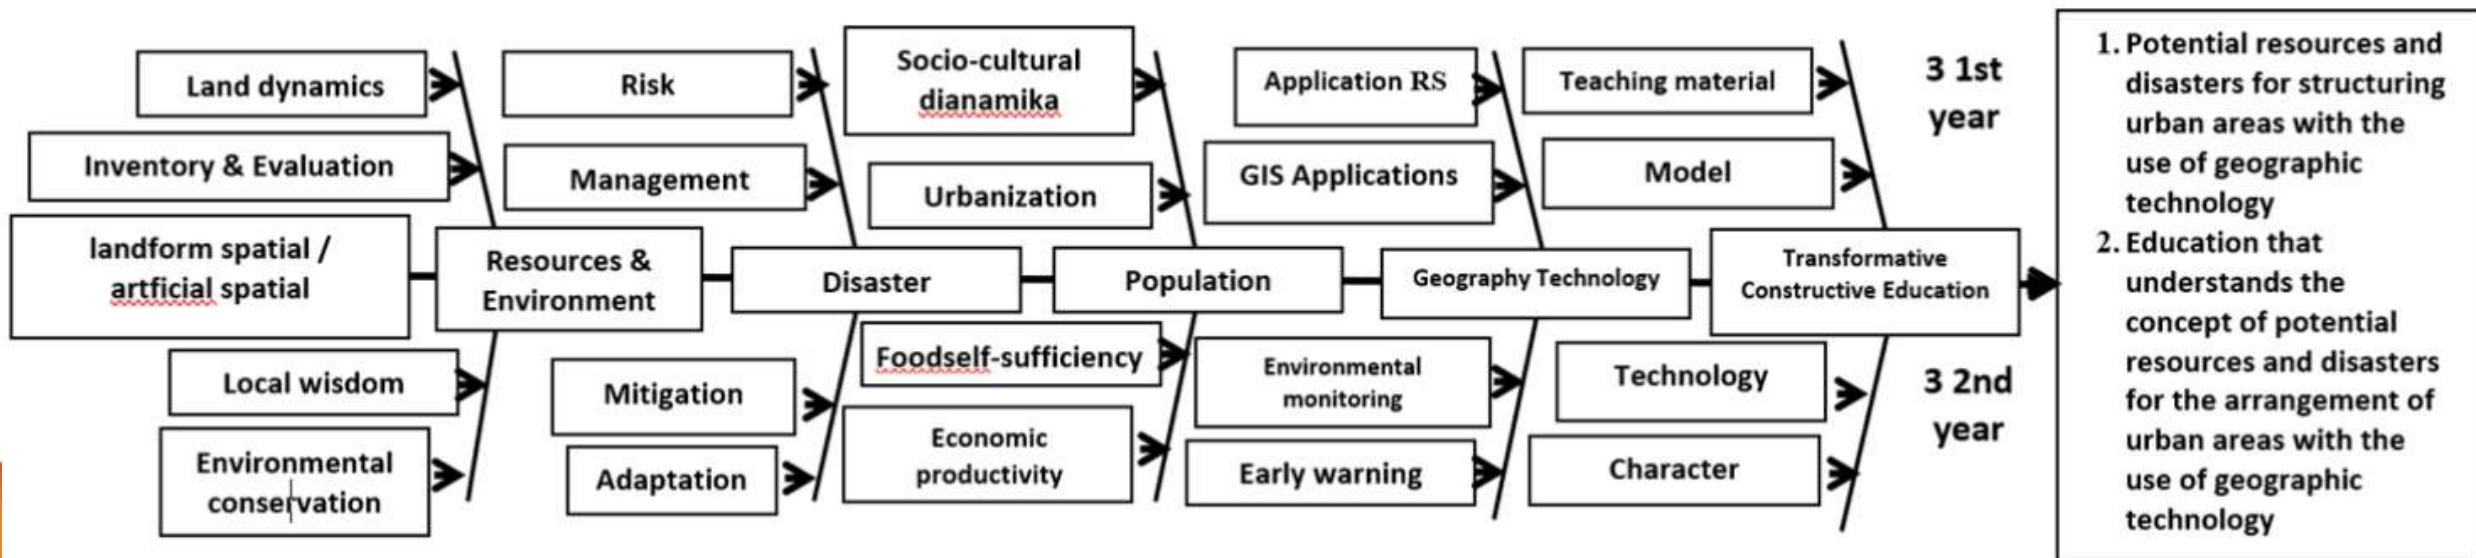 Land dynamics
Inventory & Evaluation
landform spatial /
artficial spatial
Local wisdom
Environmental
conservation
Resources &
Environment
Risk
Management
Disaster
Mitigation
Adaptation
Socio-cultural
dianamika
Urbanization
Population
Foodself-sufficiency
Economic
productivity
Application RS
GIS Applications
Geography Technology
Environmental
monitoring
Early warning
Teaching material
Model
Transformative
Constructive Education
Technology
Character
3 1st
year
3 2nd
year
1. Potential resources and
disasters for structuring
urban areas with the
use of geographic
technology
2. Education that
understands the
concept of potential
resources and disasters
for the arrangement of
urban areas with the
use of geographic
technology